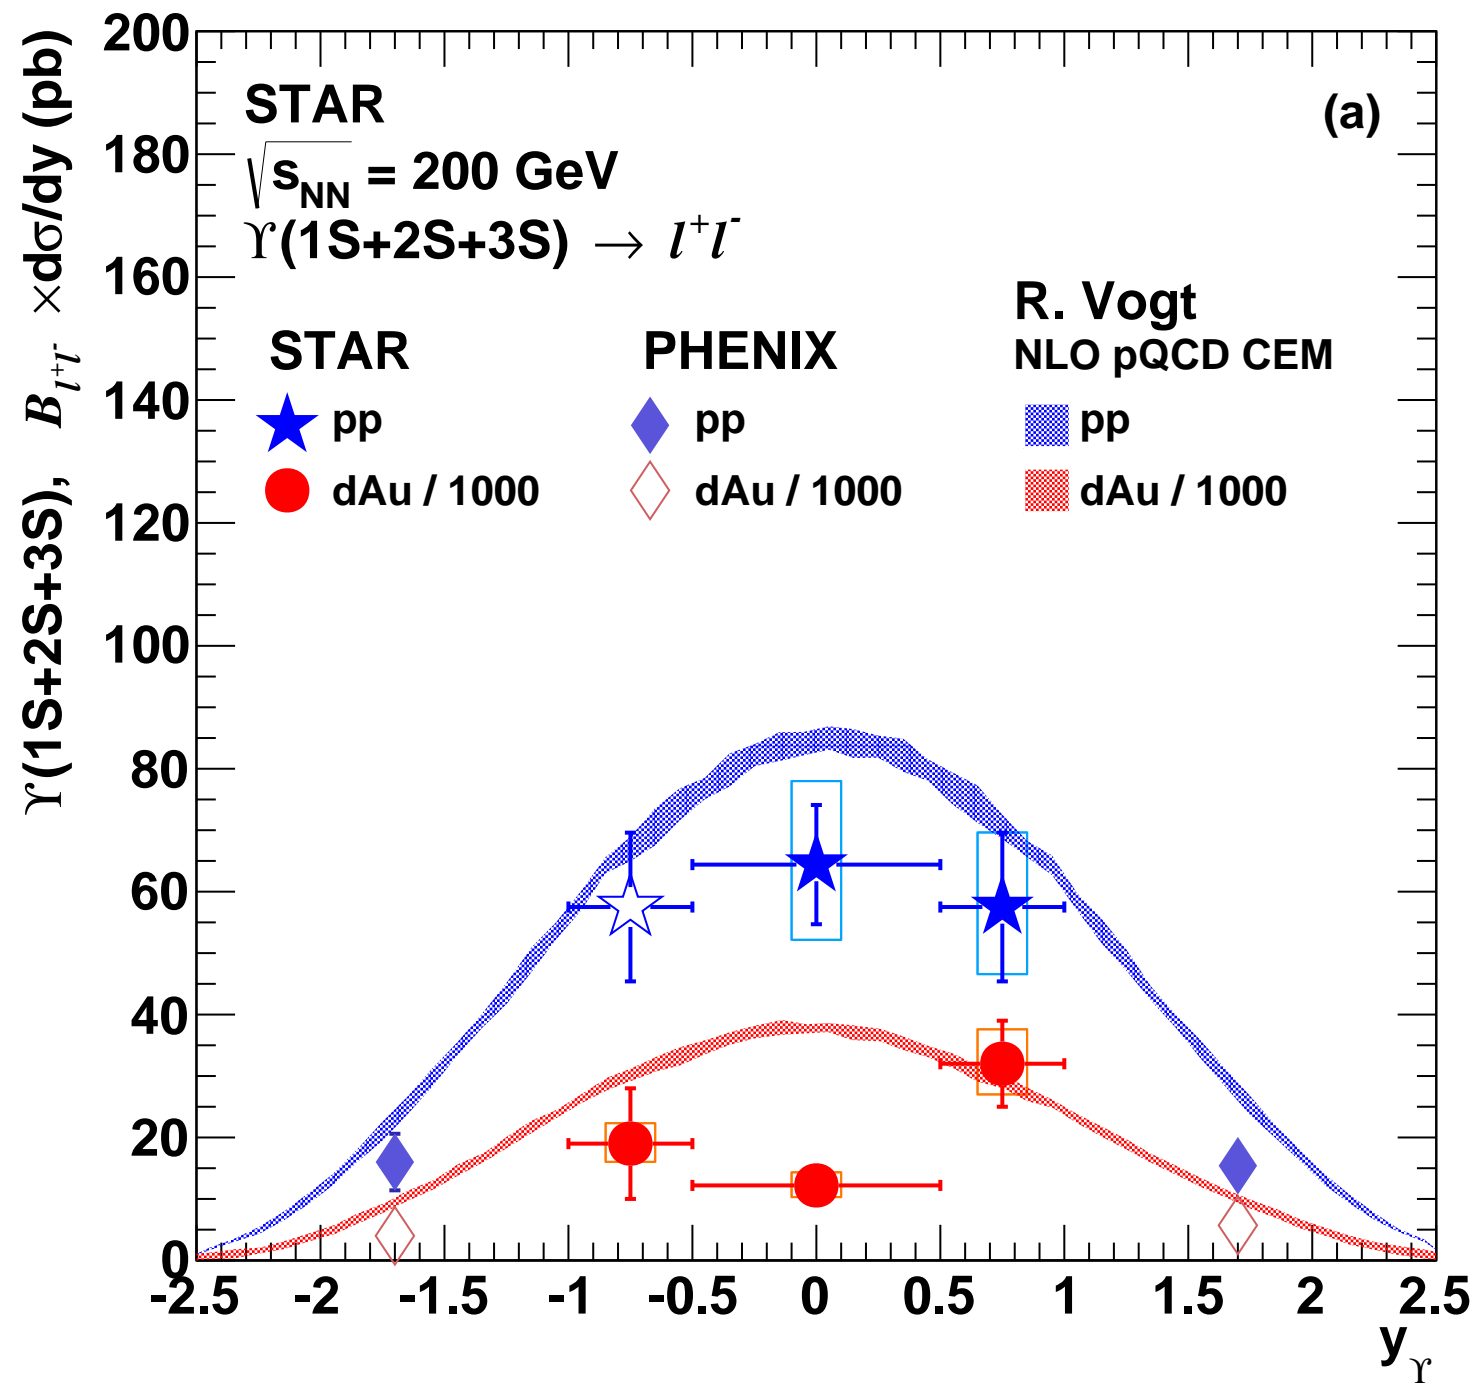 STAR
(a)
√sNN = 200 GeV
ϒ(1S+2S+3S) → l+l-
STAR
pp
dAu / 1000
PHENIX
pp
dAu / 1000
R. Vogt
NLO pQCD CEM
pp
dAu / 1000
ϒ(1S+2S+3S), Bl+l- ×dσ/dy (pb)
200
180
160
140
120
100
80
60
40
20
0
-2.5 -2 -1.5 -1 -0.5 0 0.5 1 1.5 2 2.5
yϒ